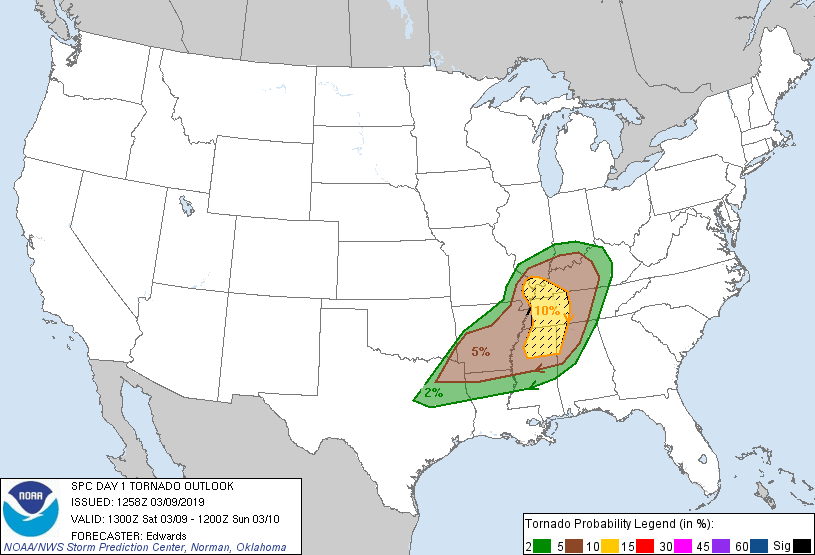 10%
5%
2%
NOAA
SPC DAY 1 TORNADO OUTLOOK
ISSUED: 1258Z 03/09/2019
VALID: 1300Z Sat 03/09 - 1200Z Sun 03/10
FORECASTER: Edwards
NOAA/NWS Storm Prediction Center, Norman, Oklahoma
Tornado Probability Legend (in %):
2 5 10 15 30 45 60 Sig